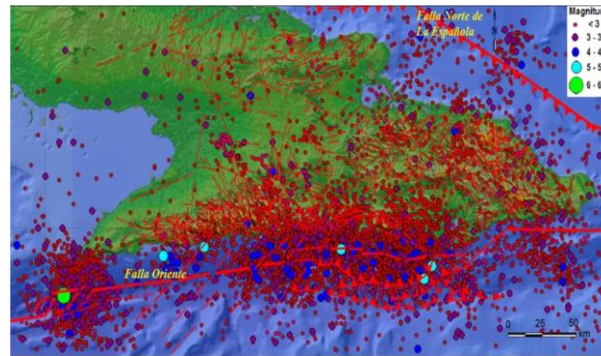 Falla Norte de
La Española
N
Magnitu
< 3
3 - 3
4 - 4
5 - 5
6 - 6
Falla Oriente
0 25 50
km